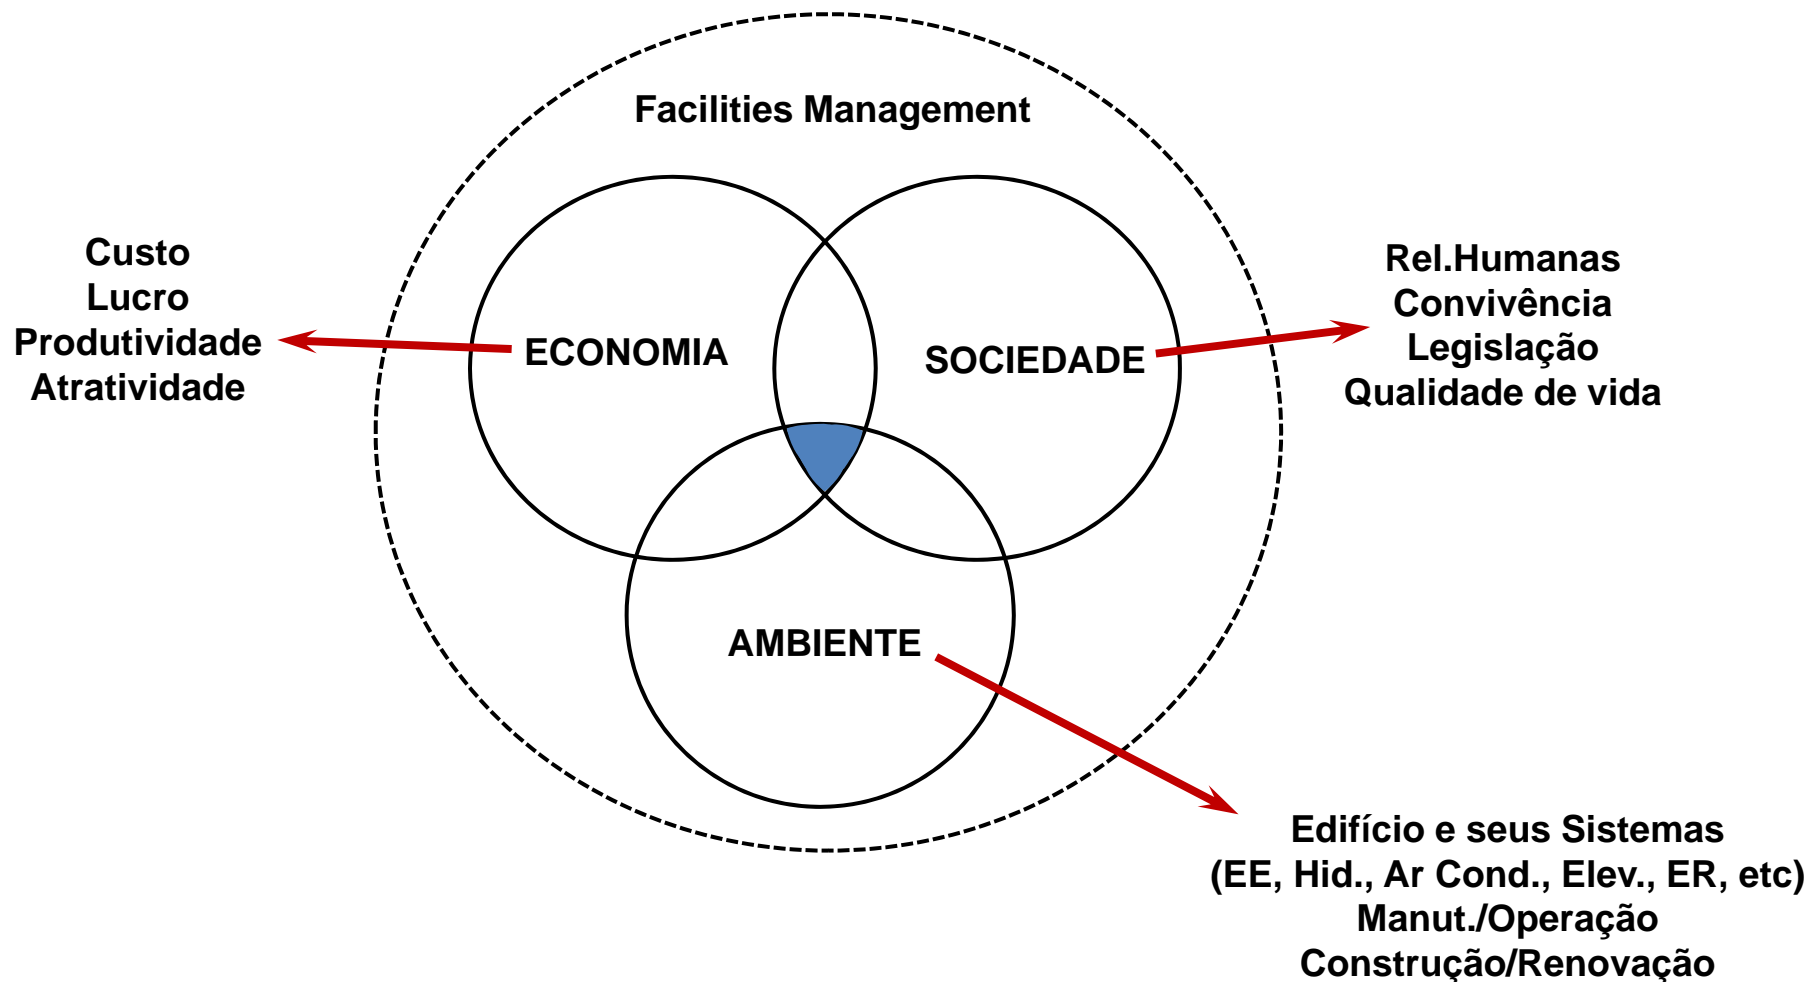 Facilities Management
Custo
Lucro
Produtividade
Atratividade
ECONOMIA
SOCIEDADE
Rel.Humanas
Convivência
Legislação
Qualidade de vida
AMBIENTE
Edifício e seus Sistemas
(EE, Hid., Ar Cond., Elev., ER, etc)
Manut./Operação
Construção/Renovação